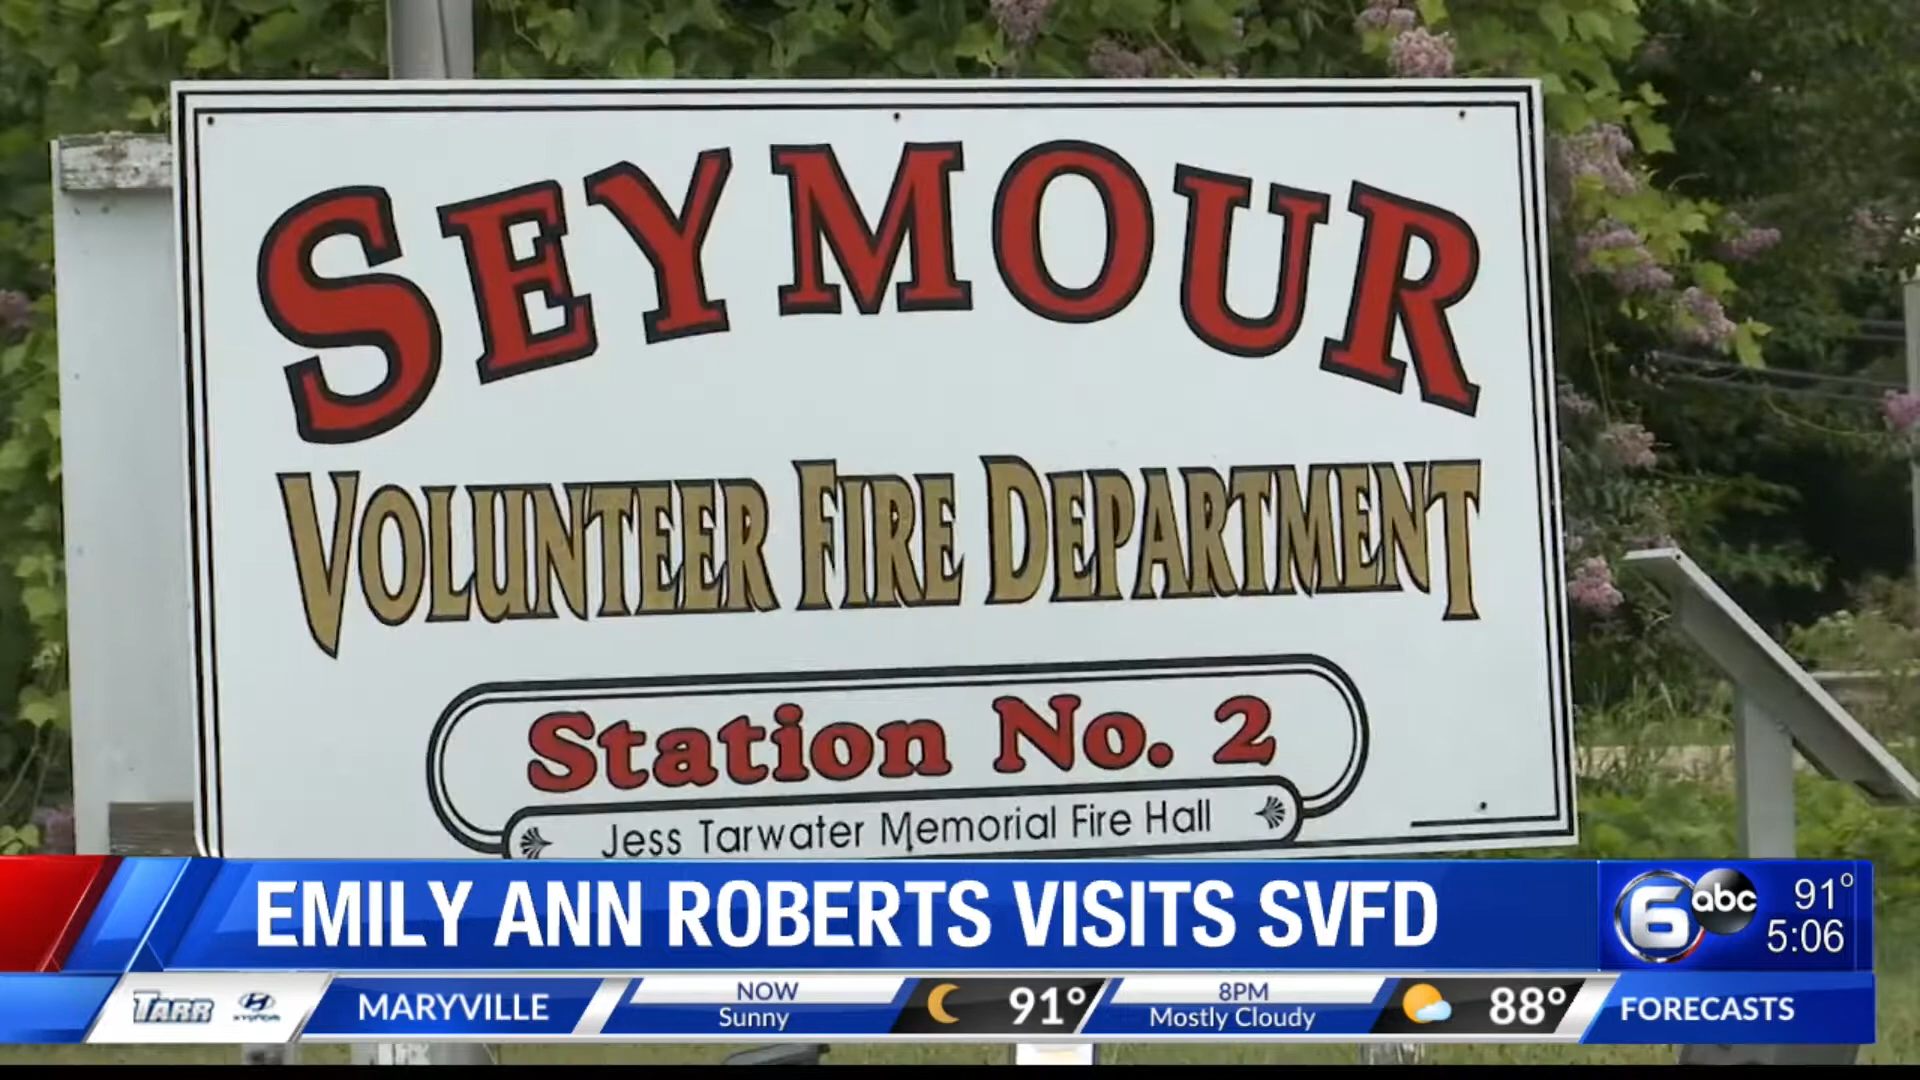 SEYMOUR
VOLUNTEER FIRE DEPARTMENT
Station No. 2
Jess Tarwater Memorial Fire Hall
EMILY ANN ROBERTS VISITS SVFD
6 abc
91°
5:06
TARR HYUNDAI
MARYVILLE
NOW
Sunny
91°
8PM
Mostly Cloudy
88°
FORECASTS